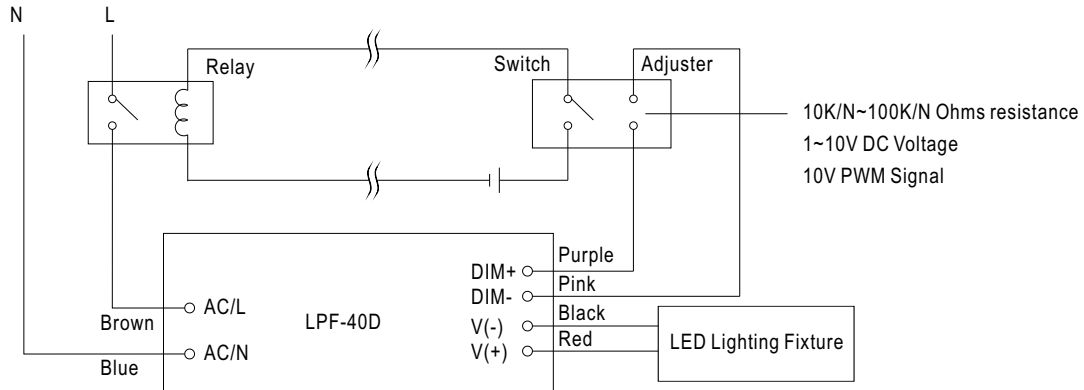 N
L
Relay
Switch
Adjuster
10K/N~100K/N Ohms resistance
1~10V DC Voltage
10V PWM Signal
Purple
DIM+
Pink
DIM-
Black
V(-)
Red
V(+)
AC/L
Brown
LPF-40D
LED Lighting Fixture
AC/N
Blue